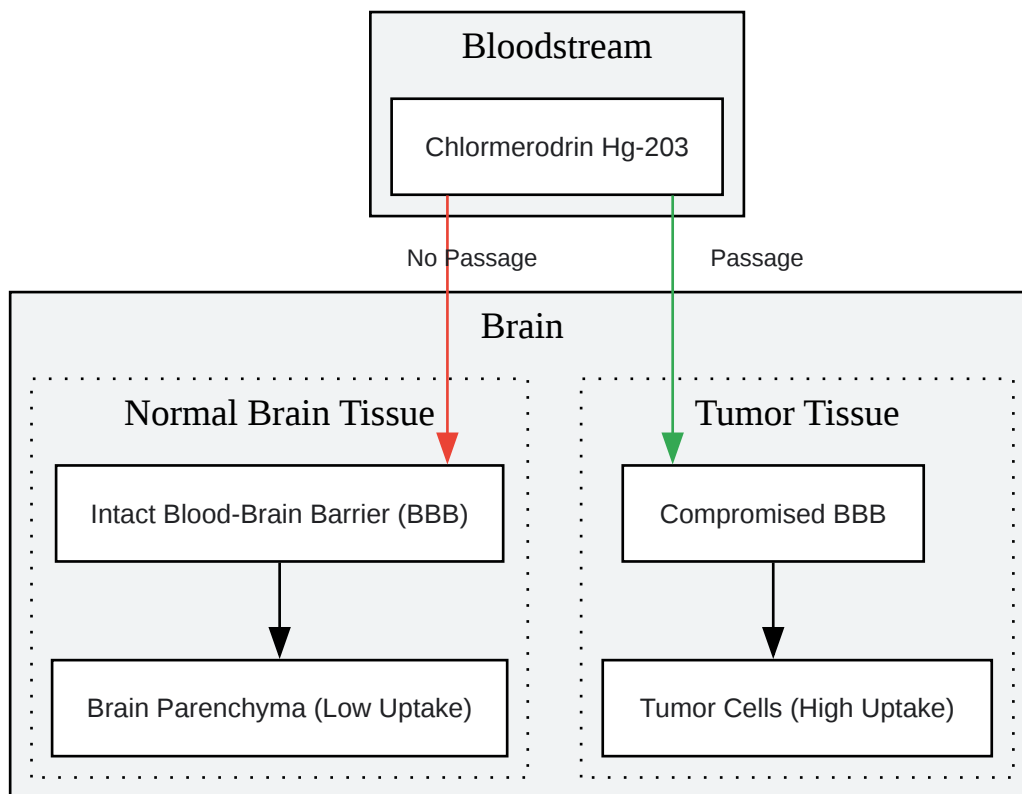 Bloodstream
Chlormerodrin Hg-203
No Passage
Passage
Brain
Normal Brain Tissue
Tumor Tissue
Intact Blood-Brain Barrier (BBB)
Compromised BBB
Brain Parenchyma (Low Uptake)
Tumor Cells (High Uptake)